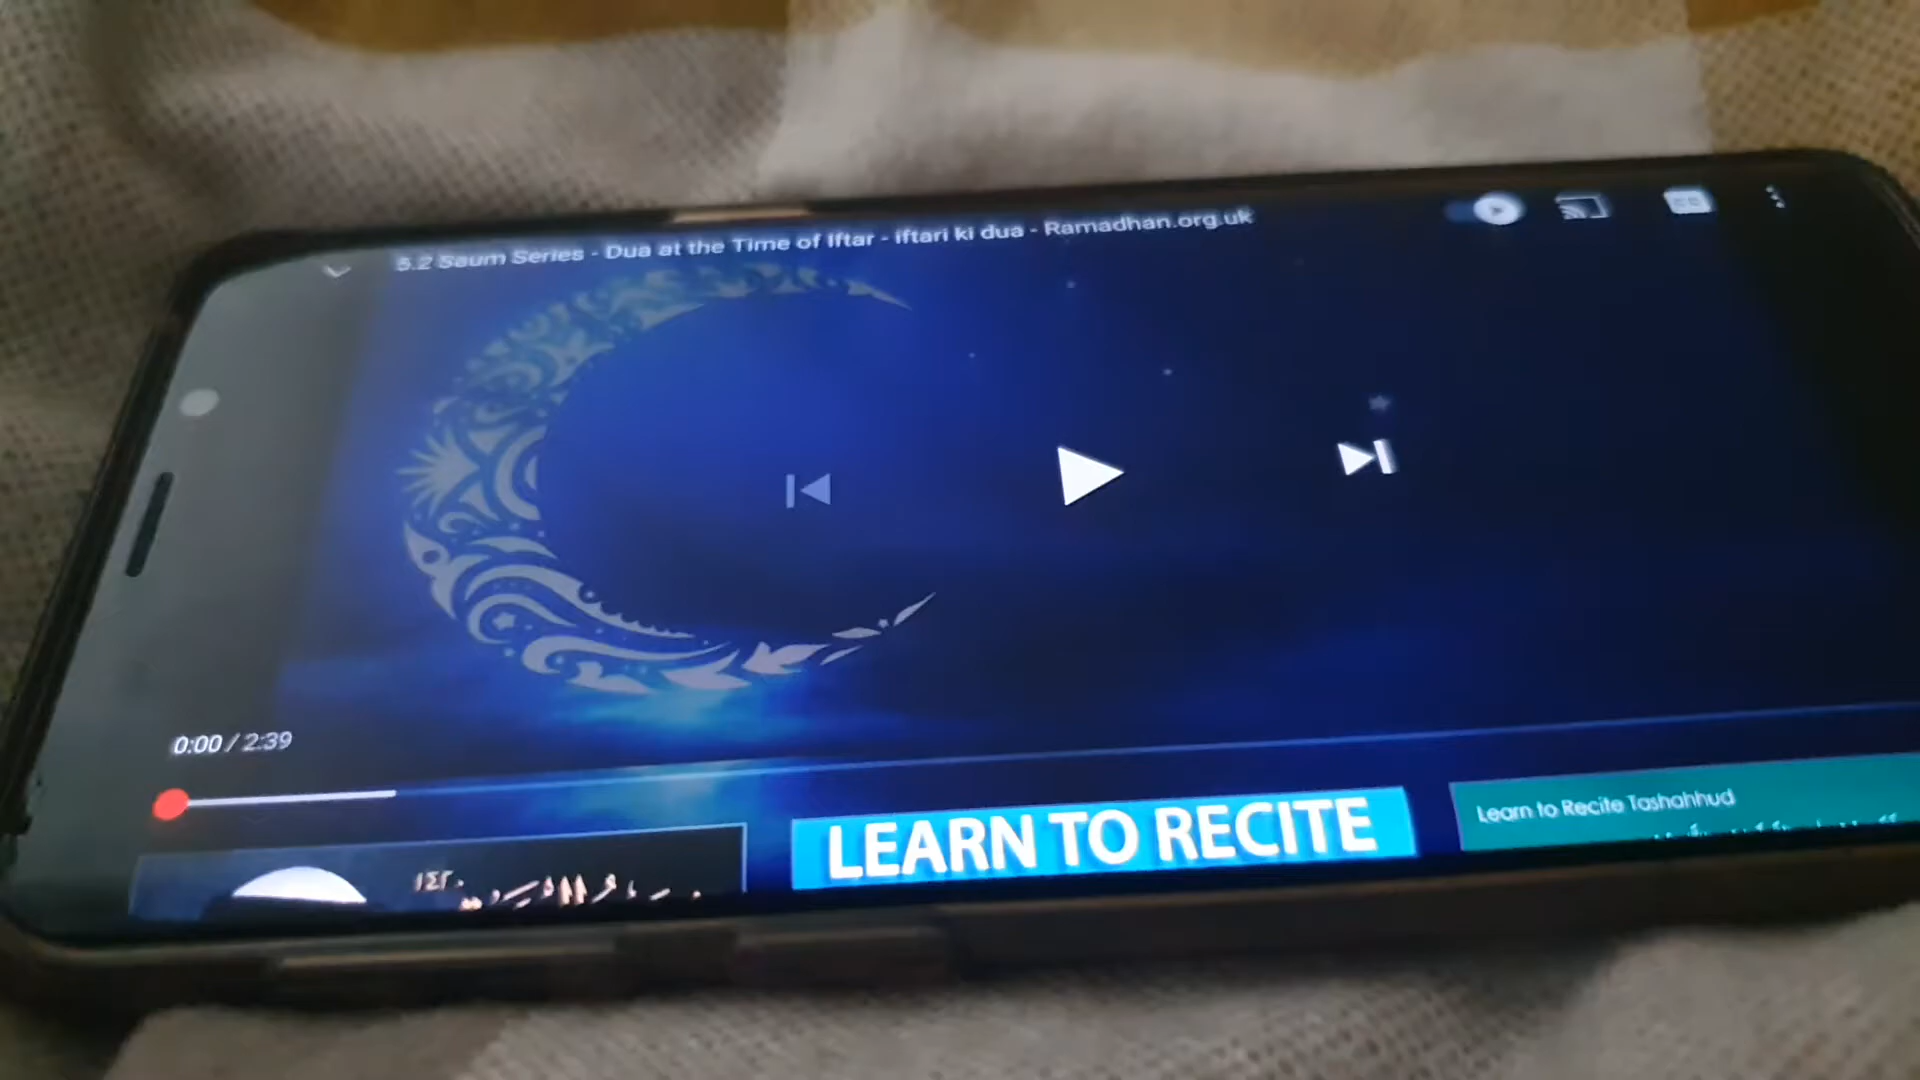 5.2 Saum Series - Dua at the Time of Iftar - iftari ki dua - Ramadhan.org.uk
0:00 / 2:39
LEARN TO RECITE
Learn to Recite Tashahhud
١٤٢٠